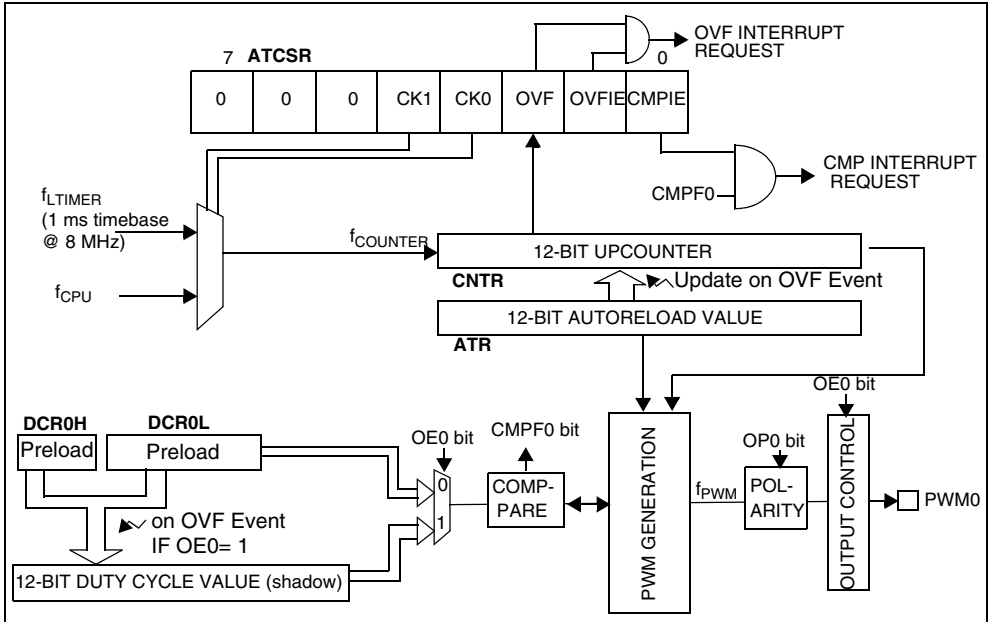 7 ATCSR 0
OVF INTERRUPT
REQUEST
0 0 0 CK1 CK0 OVF OVFIE CMPIE
CMP INTERRUPT
REQUEST
CMPF0
fLTIMER
(1 ms timebase
@ 8 MHz)
fCOUNTER
12-BIT UPCOUNTER
CNTR
Update on OVF Event
fCPU
12-BIT AUTORELOAD VALUE
ATR
OE0 bit
DCR0H DCR0L
Preload Preload
OE0 bit
CMPF0 bit
OP0 bit
0
1
COMP-
PARE
PWM GENERATION
fPWM
POL-
ARITY
OUTPUT CONTROL
PWM0
on OVF Event
IF OE0= 1
12-BIT DUTY CYCLE VALUE (shadow)